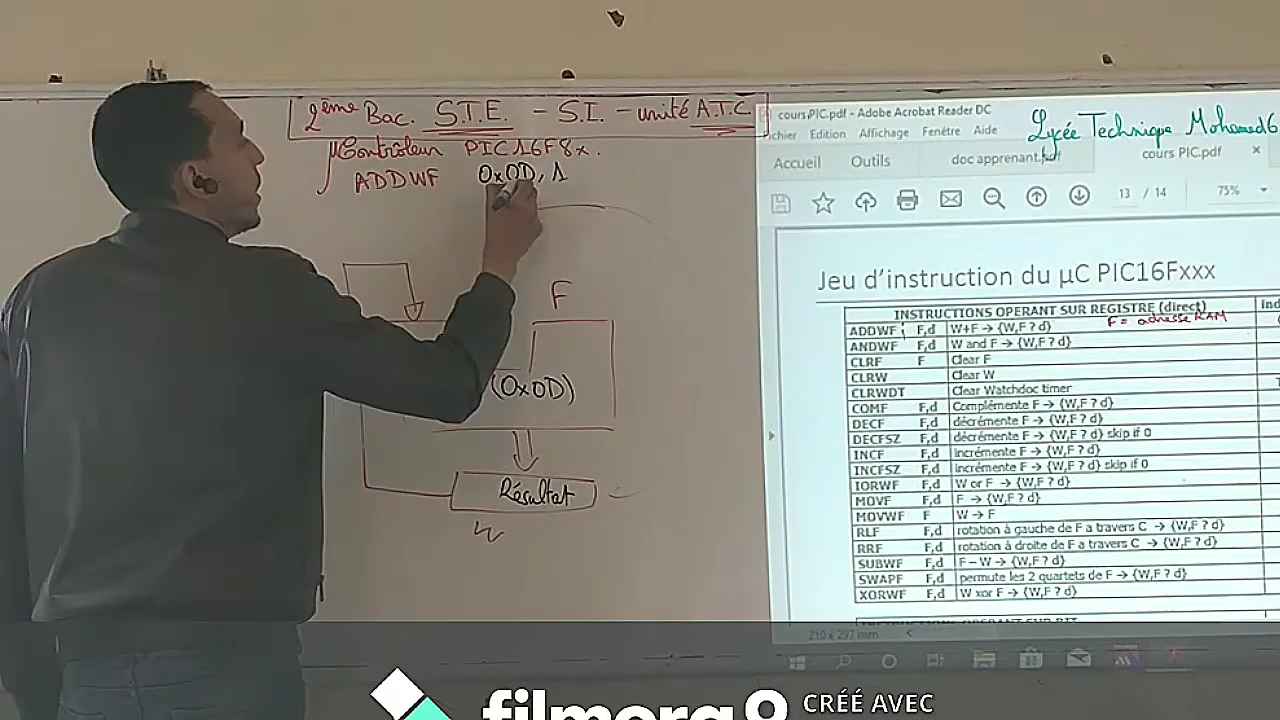 2ème Bac. S.T.E. - S.I. - unité A.T.C
µContrôleur PIC16F8x.
ADDWF 0x0D, 1
F
(0x0D)
Résultat
W
cours PIC.pdf - Adobe Acrobat Reader DC
Fichier Edition Affichage Fenêtre Aide
Lycée Technique Mohamed6
Accueil Outils doc apprenant.pdf cours PIC.pdf ×
13 / 14 75%
Jeu d'instruction du µC PIC16Fxxx
INSTRUCTIONS OPERANT SUR REGISTRE (direct) Ind
ADDWF F,d W+F → {W,F ? d} F = adresse RAM
ANDWF F,d W and F → {W,F ? d}
CLRF F Clear F
CLRW Clear W
CLRWDT Clear Watchdoc timer
COMF F,d Complémente F → {W,F ? d}
DECF F,d décrémente F → {W,F ? d}
DECFSZ F,d décrémente F → {W,F ? d} skip if 0
INCF F,d incrémente F → {W,F ? d}
INCFSZ F,d incrémente F → {W,F ? d} skip if 0
IORWF F,d W or F → {W,F ? d}
MOVF F,d F → {W,F ? d}
MOVWF F W → F
RLF F,d rotation à gauche de F a travers C → {W,F ? d}
RRF F,d rotation à droite de F a travers C → {W,F ? d}
SUBWF F,d F – W → {W,F ? d}
SWAPF F,d permute les 2 quartets de F → {W,F ? d}
XORWF F,d W xor F → {W,F ? d}
210 x 297 mm
CRÉÉ AVEC
filmora9